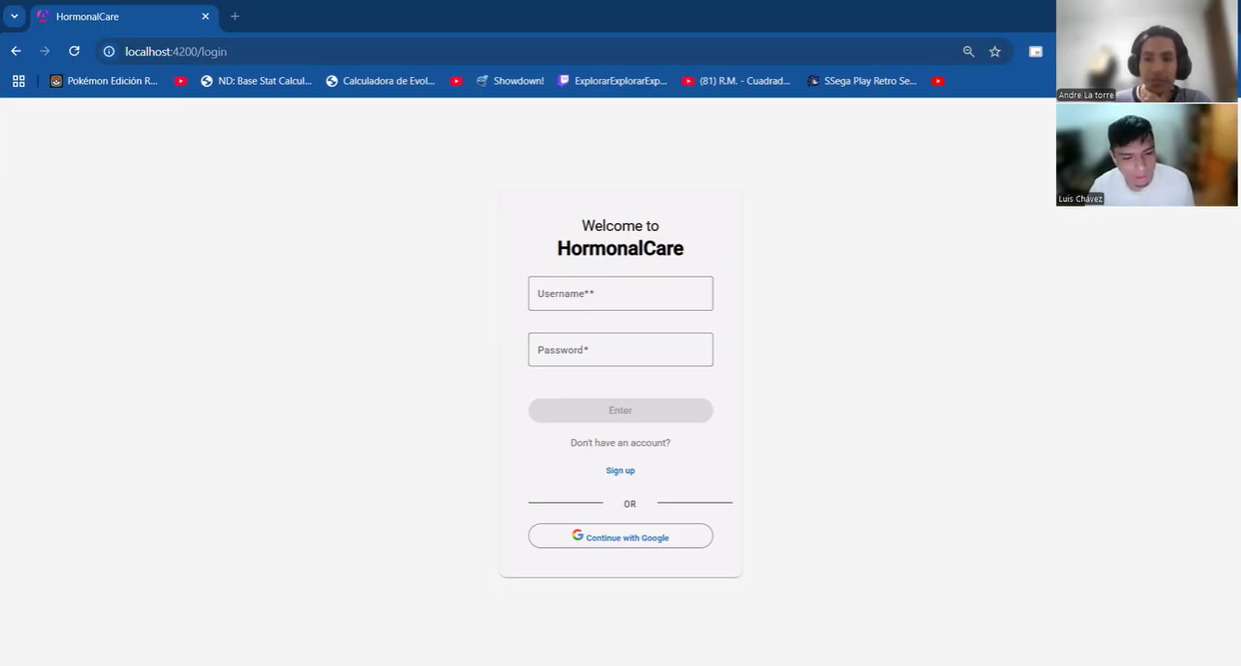 HormonalCare
localhost:4200/login
Pokémon Edición R...
ND: Base Stat Calcul...
Calculadora de Evol...
Showdown!
ExplorarExplorarExp...
(81) R.M. - Cuadrad...
SSega Play Retro Se...
Andre La torre
Luis Chávez
Welcome to
HormonalCare
Username**
Password*
Enter
Don't have an account?
Sign up
OR
Continue with Google